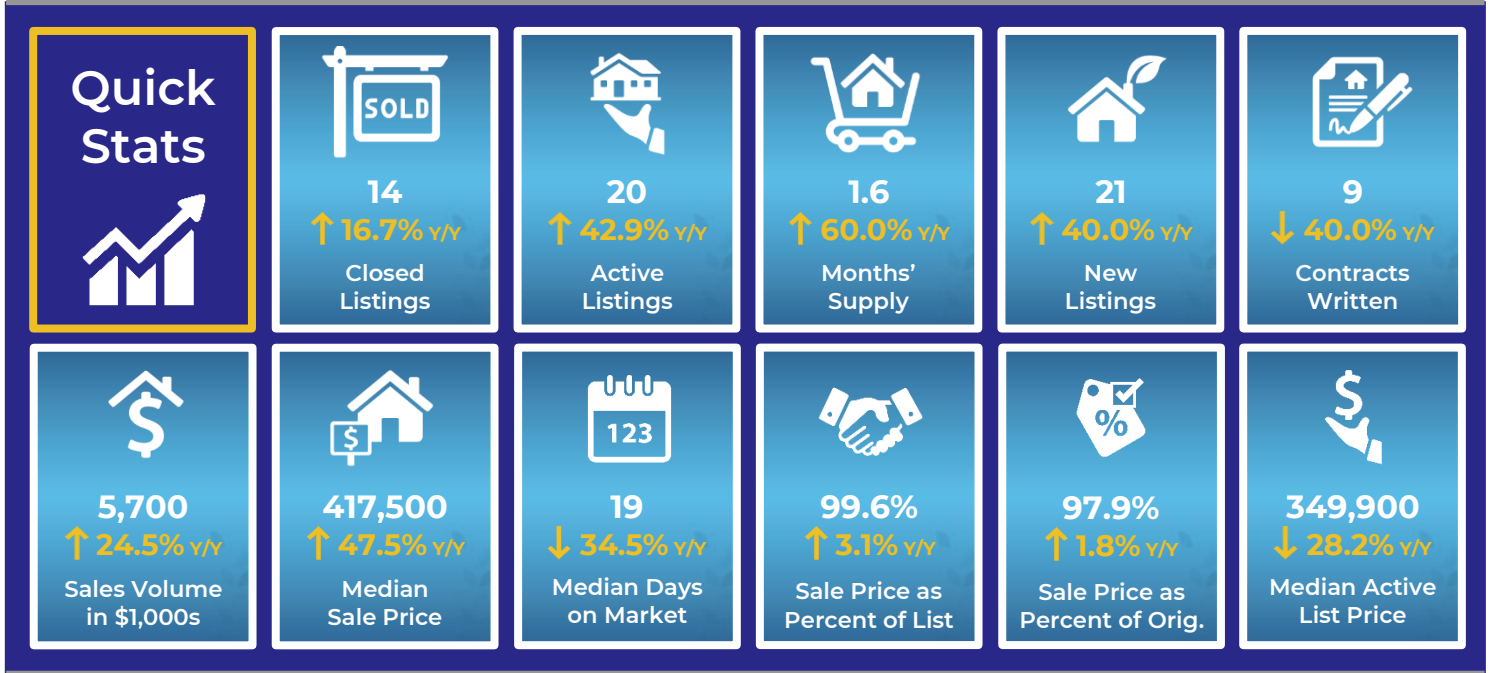 Quick
Stats
SOLD
14
↑ 16.7% Y/Y
Closed
Listings
20
↑ 42.9% Y/Y
Active
Listings
1.6
↑ 60.0% Y/Y
Months’
Supply
21
↑ 40.0% Y/Y
New
Listings
9
↓ 40.0% Y/Y
Contracts
Written
$
5,700
↑ 24.5% Y/Y
Sales Volume
in $1,000s
$
417,500
↑ 47.5% Y/Y
Median
Sale Price
123
19
↓ 34.5% Y/Y
Median Days
on Market
99.6%
↑ 3.1% Y/Y
Sale Price as
Percent of List
%
97.9%
↑ 1.8% Y/Y
Sale Price as
Percent of Orig.
$
349,900
↓ 28.2% Y/Y
Median Active
List Price